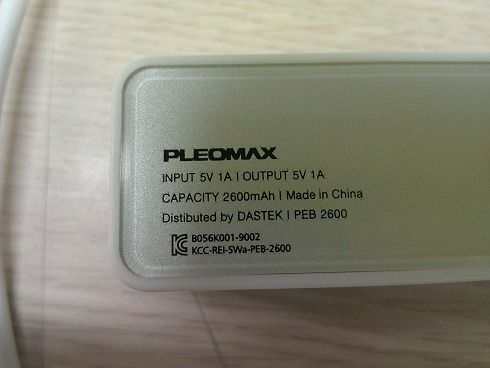 PLEOMAX
INPUT 5V 1A | OUTPUT 5V 1A
CAPACITY 2600mAh | Made in China
Distibuted by DASTEK | PEB 2600
B056K001-9002
KCC-REI-SWa-PEB-2600